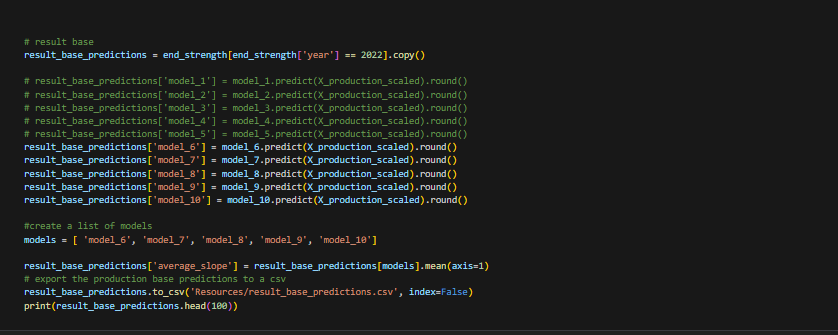 # result base
result_base_predictions = end_strength[end_strength['year'] == 2022].copy()
# result_base_predictions['model_1'] = model_1.predict(X_production_scaled).round()
# result_base_predictions['model_2'] = model_2.predict(X_production_scaled).round()
# result_base_predictions['model_3'] = model_3.predict(X_production_scaled).round()
# result_base_predictions['model_4'] = model_4.predict(X_production_scaled).round()
# result_base_predictions['model_5'] = model_5.predict(X_production_scaled).round()
result_base_predictions['model_6'] = model_6.predict(X_production_scaled).round()
result_base_predictions['model_7'] = model_7.predict(X_production_scaled).round()
result_base_predictions['model_8'] = model_8.predict(X_production_scaled).round()
result_base_predictions['model_9'] = model_9.predict(X_production_scaled).round()
result_base_predictions['model_10'] = model_10.predict(X_production_scaled).round()
#create a list of models
models = [ 'model_6', 'model_7', 'model_8', 'model_9', 'model_10']
result_base_predictions['average_slope'] = result_base_predictions[models].mean(axis=1)
# export the production base predictions to a csv
result_base_predictions.to_csv('Resources/result_base_predictions.csv', index=False)
print(result_base_predictions.head(100))